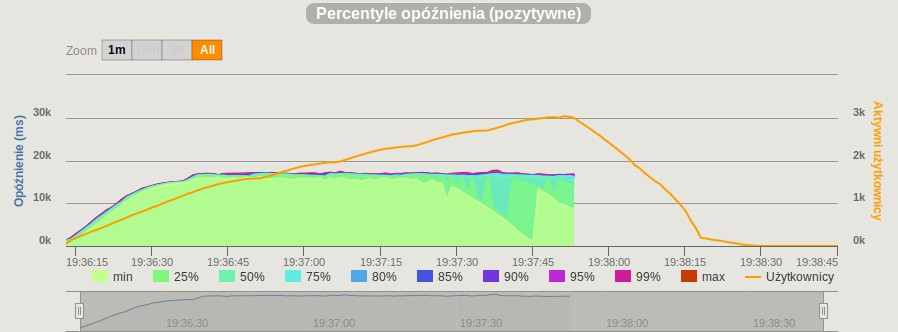 Percentyle opóźnienia (pozytywne)
Zoom 1m 10m 1h All
Opóźnienie (ms)
30k
20k
10k
0k
3k
2k
1k
0k
Aktywni użytkownicy
19:36:15 19:36:30 19:36:45 19:37:00 19:37:15 19:37:30 19:37:45 19:38:00 19:38:15 19:38:30 19:38:45
min 25% 50% 75% 80% 85% 90% 95% 99% max Użytkownicy
19:36:30 19:37:00 19:37:30 19:38:00 19:38:30